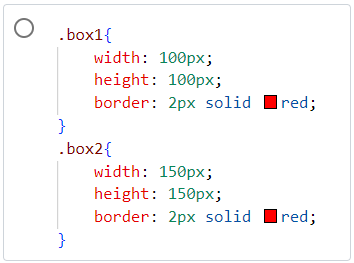 .box1{
    width: 100px;
    height: 100px;
    border: 2px solid red;
}
.box2{
    width: 150px;
    height: 150px;
    border: 2px solid red;
}